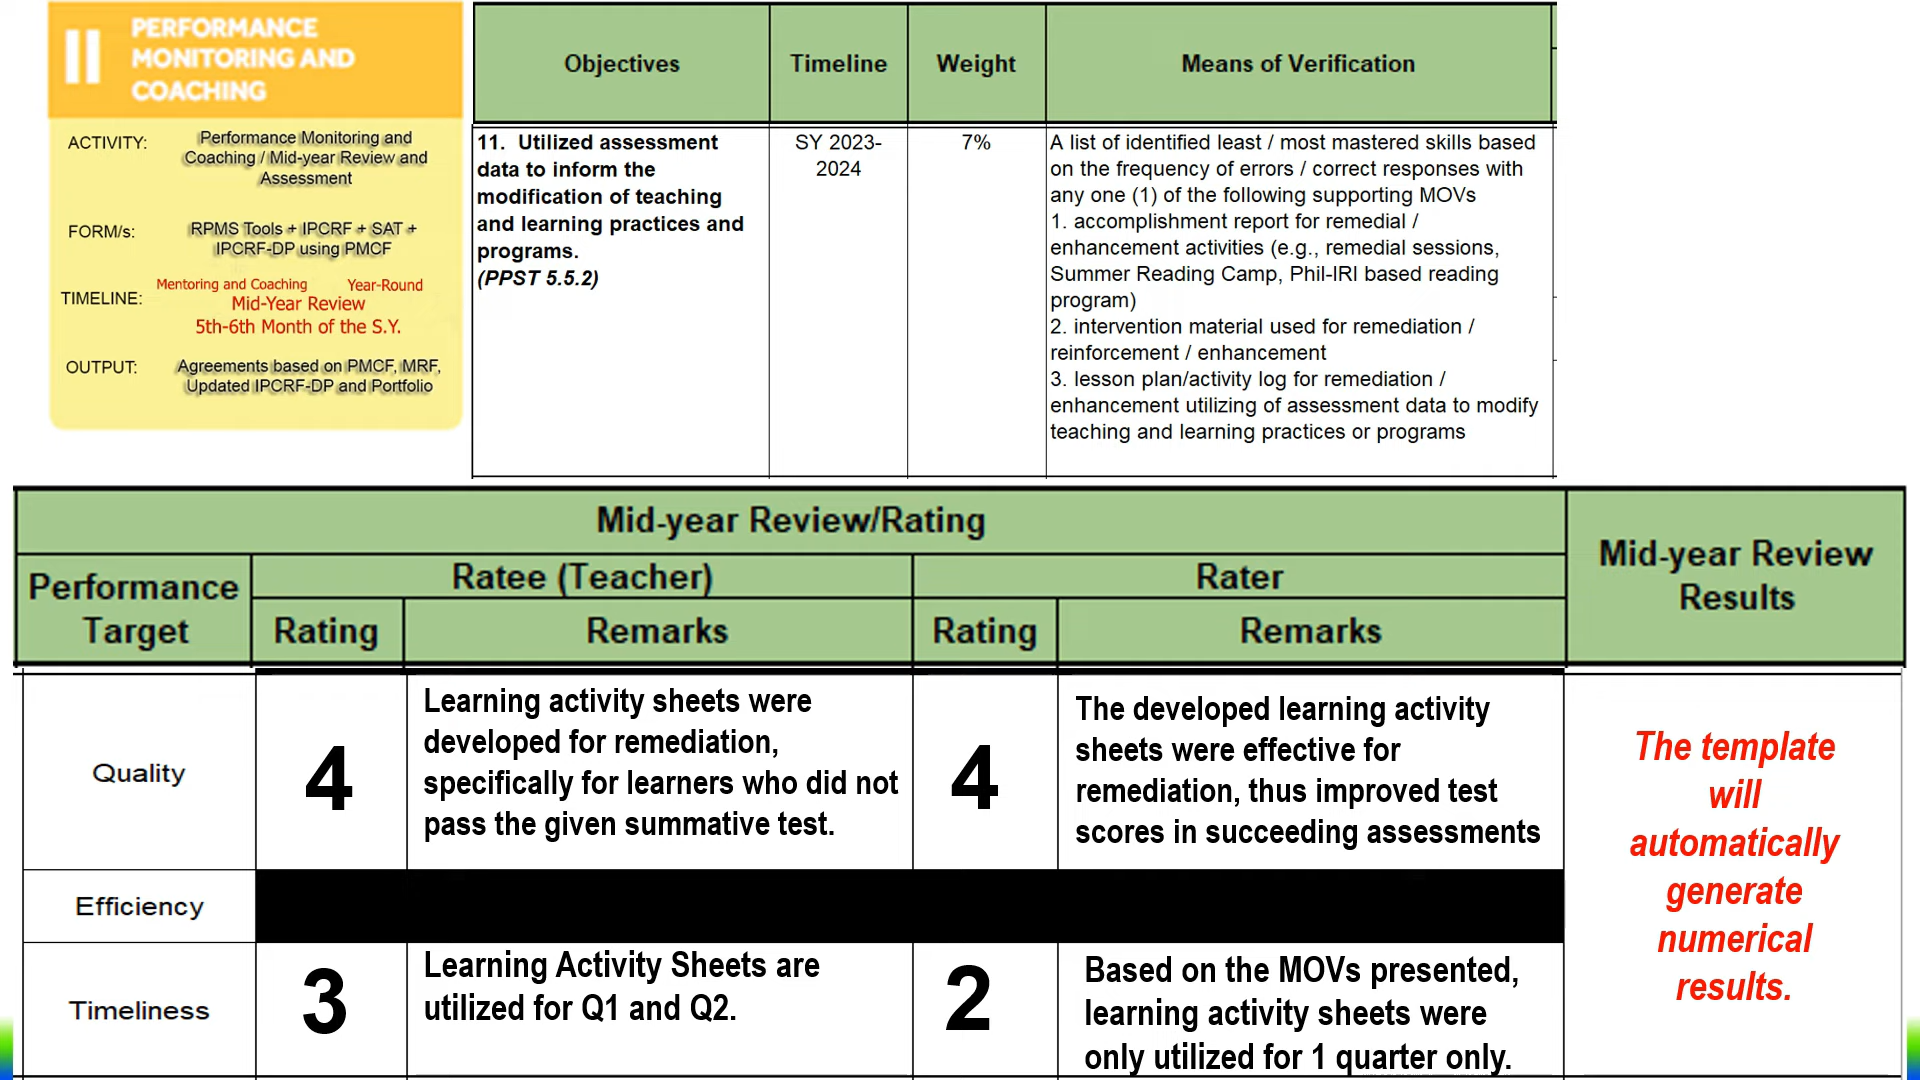 II
PERFORMANCE
MONITORING AND
COACHING
ACTIVITY:
Performance Monitoring and
Coaching / Mid-year Review and
Assessment
FORM/s:
RPMS Tools + IPCRF + SAT +
IPCRF-DP using PMCF
TIMELINE:
Mentoring and Coaching Year-Round
Mid-Year Review
5th-6th Month of the S.Y.
OUTPUT:
Agreements based on PMCF, MRF,
Updated IPCRF-DP and Portfolio
Objectives
Timeline
Weight
Means of Verification
11. Utilized assessment
data to inform the
modification of teaching
and learning practices and
programs.
(PPST 5.5.2)
SY 2023-
2024
7%
A list of identified least / most mastered skills based
on the frequency of errors / correct responses with
any one (1) of the following supporting MOVs
1. accomplishment report for remedial /
enhancement activities (e.g., remedial sessions,
Summer Reading Camp, Phil-IRI based reading
program)
2. intervention material used for remediation /
reinforcement / enhancement
3. lesson plan/activity log for remediation /
enhancement utilizing of assessment data to modify
teaching and learning practices or programs
Mid-year Review/Rating
Mid-year Review
Results
Performance
Target
Ratee (Teacher)
Rater
Rating
Remarks
Rating
Remarks
Quality
4
Learning activity sheets were
developed for remediation,
specifically for learners who did not
pass the given summative test.
4
The developed learning activity
sheets were effective for
remediation, thus improved test
scores in succeeding assessments
The template
will
automatically
generate
numerical
results.
Efficiency
Timeliness
3
Learning Activity Sheets are
utilized for Q1 and Q2.
2
Based on the MOVs presented,
learning activity sheets were
only utilized for 1 quarter only.